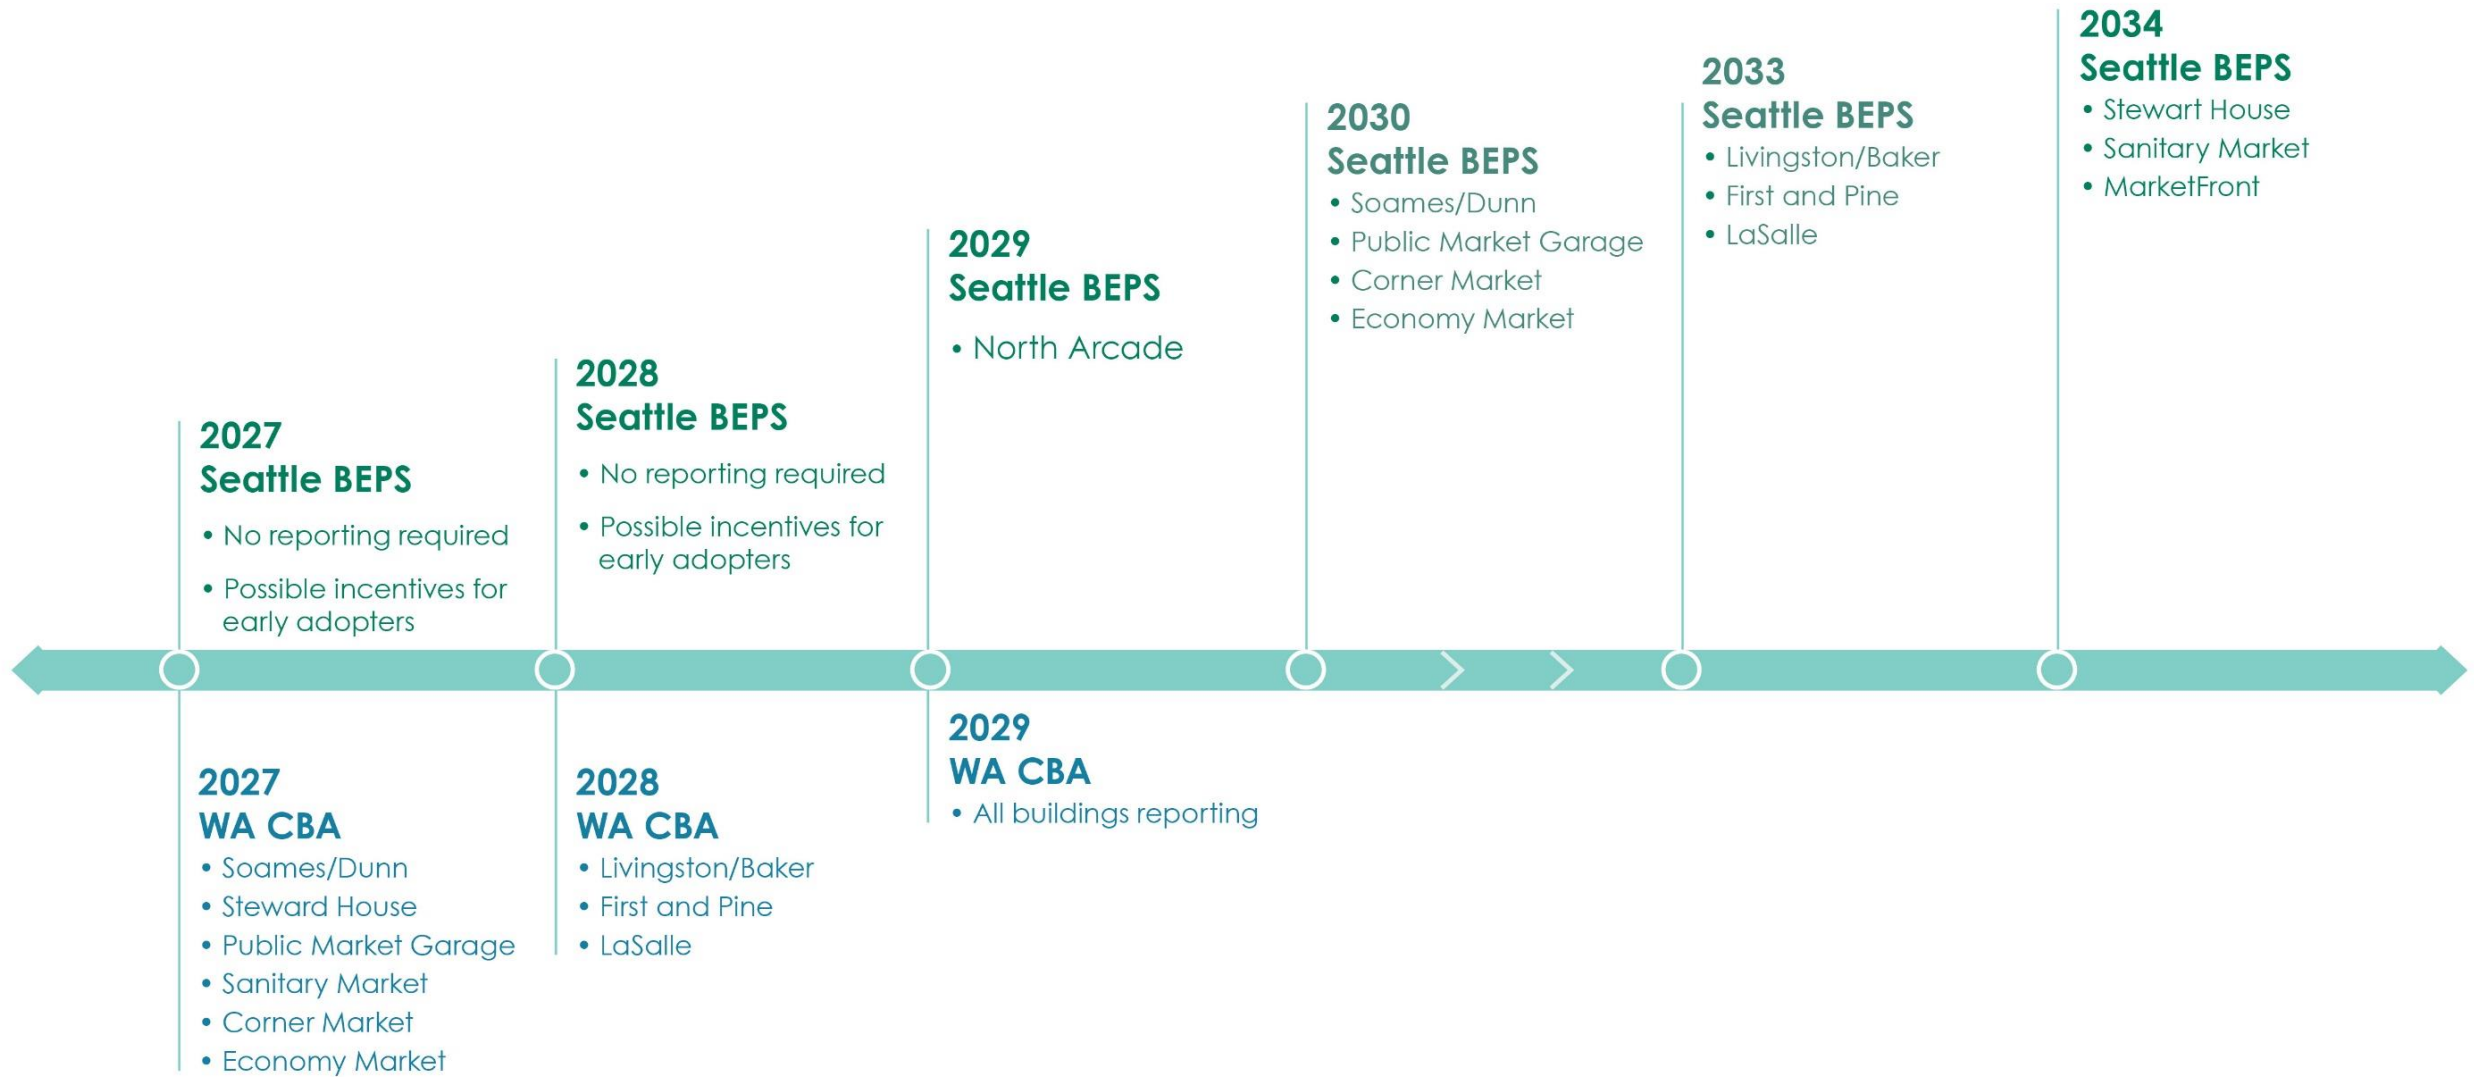 2027
Seattle BEPS
• No reporting required
• Possible incentives for
early adopters
2028
Seattle BEPS
• No reporting required
• Possible incentives for
early adopters
2029
Seattle BEPS
• North Arcade
2030
Seattle BEPS
• Soames/Dunn
• Public Market Garage
• Corner Market
• Economy Market
2033
Seattle BEPS
• Livingston/Baker
• First and Pine
• LaSalle
2034
Seattle BEPS
• Stewart House
• Sanitary Market
• MarketFront
2027
WA CBA
• Soames/Dunn
• Steward House
• Public Market Garage
• Sanitary Market
• Corner Market
• Economy Market
2028
WA CBA
• Livingston/Baker
• First and Pine
• LaSalle
2029
WA CBA
• All buildings reporting